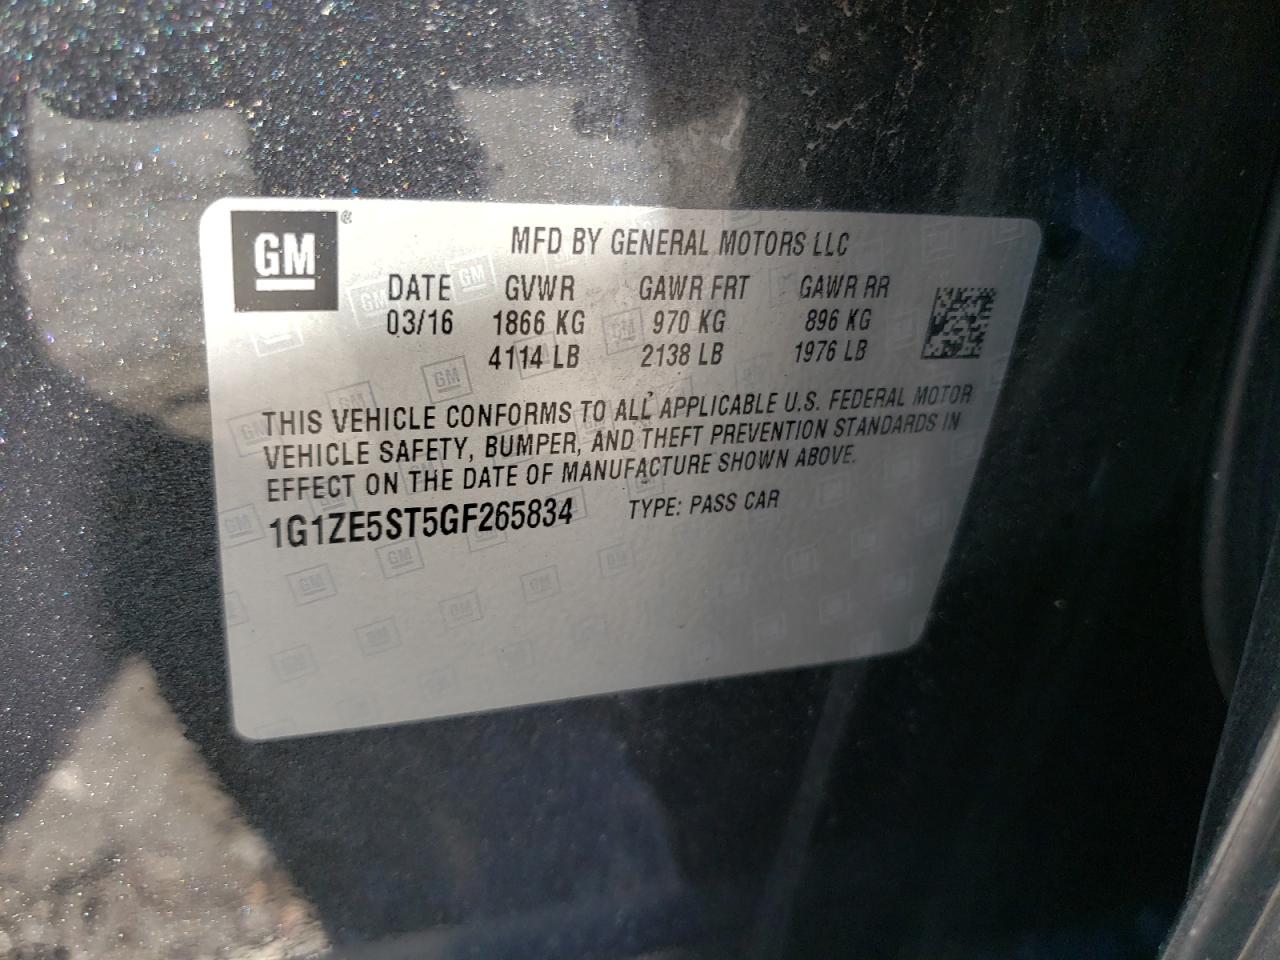 GM®
MFD BY GENERAL MOTORS LLC
DATE GVWR GAWR FRT GAWR RR
03/16 1866 KG 970 KG 896 KG
4114 LB 2138 LB 1976 LB
THIS VEHICLE CONFORMS TO ALL APPLICABLE U.S. FEDERAL MOTOR
VEHICLE SAFETY, BUMPER, AND THEFT PREVENTION STANDARDS IN
EFFECT ON THE DATE OF MANUFACTURE SHOWN ABOVE.
1G1ZE5ST5GF265834 TYPE: PASS CAR